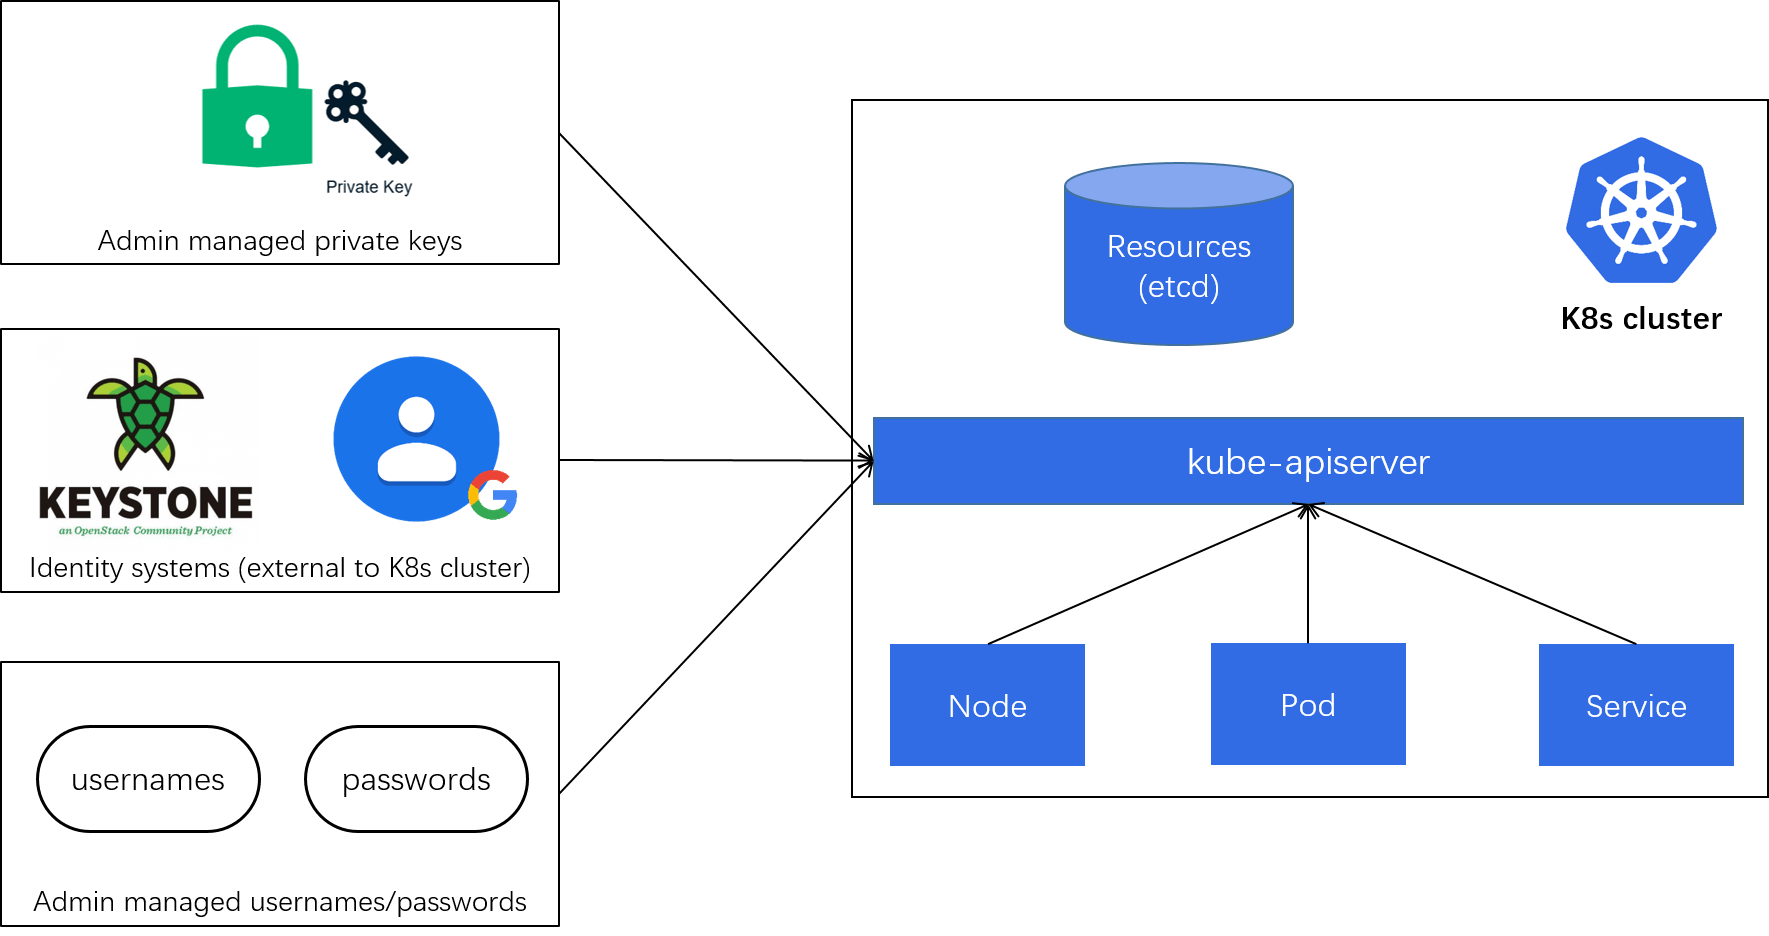 Private Key
Admin managed private keys
KEYSTONE
an OpenStack Community Project
G
Identity systems (external to K8s cluster)
usernames
passwords
Admin managed usernames/passwords
Resources
(etcd)
K8s cluster
kube-apiserver
Node
Pod
Service